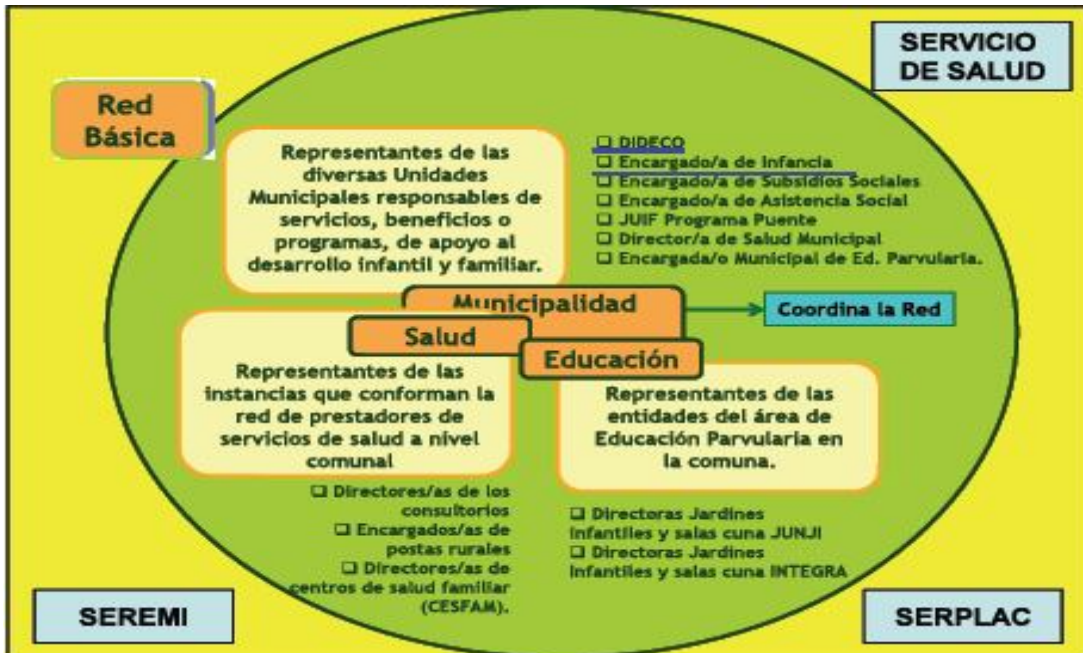 SERVICIO
DE SALUD
Red
Básica
Representantes de las
diversas Unidades
Municipales responsables de
servicios, beneficios o
programas, de apoyo al
desarrollo infantil y familiar.
❑ DIDECO
❑ Encargado/a de Infancia
❑ Encargado/a de Subsidios Sociales
❑ Encargado/a de Asistencia Social
❑ JUIF Programa Puente
❑ Director/a de Salud Municipal
❑ Encargada/o Municipal de Ed. Parvularia.
Municipalidad
Coordina la Red
Salud
Educación
Representantes de las
instancias que conforman la
red de prestadores de
servicios de salud a nivel
comunal
Representantes de las
entidades del área de
Educación Parvularia en
la comuna.
❑ Directores/as de los
consultorios
❑ Encargados/as de
postas rurales
❑ Directores/as de
centros de salud familiar
(CESFAM).
❑ Directoras Jardines
Infantiles y salas cuna JUNJI
❑ Directoras Jardines
Infantiles y salas cuna INTEGRA
SEREMI
SERPLAC